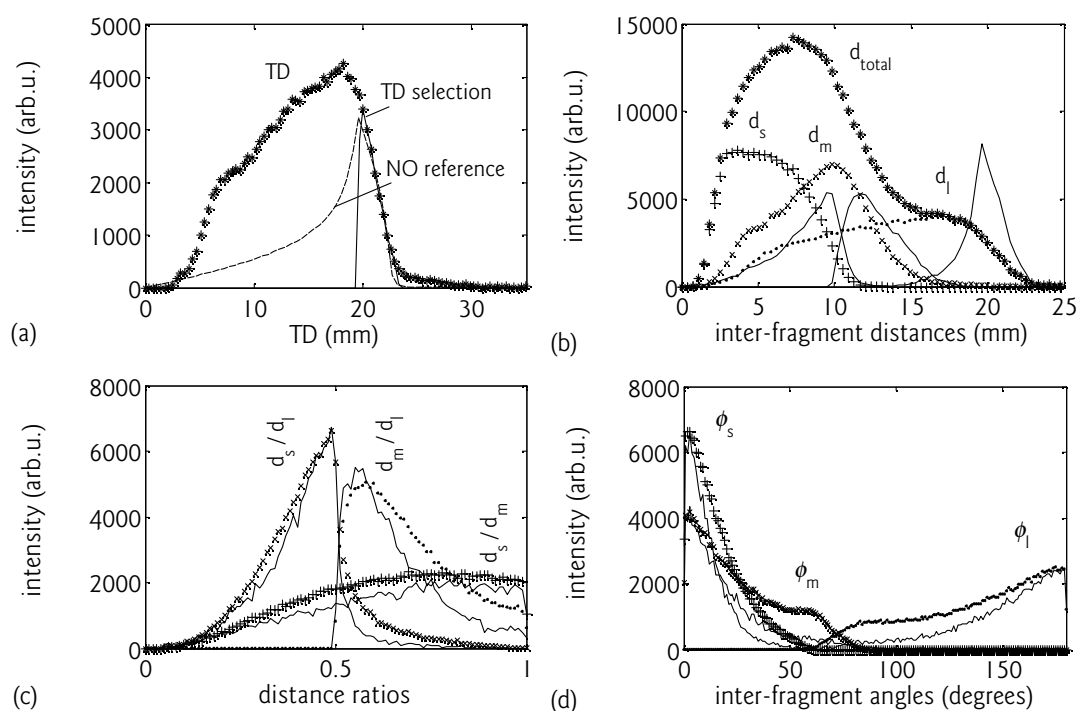 5000
4000
3000
2000
1000
0
intensity (arb.u.)
TD
TD selection
NO reference
0
10
20
30
TD (mm)
(a)
15000
10000
5000
0
intensity (arb.u.)
d_total
d_s
d_m
d_l
0
5
10
15
20
25
inter-fragment distances (mm)
(b)
8000
6000
4000
2000
0
intensity (arb.u.)
d_s / d_l
d_m / d_l
d_s / d_m
0
0.5
1
distance ratios
(c)
8000
6000
4000
2000
0
intensity (arb.u.)
ϕ_s
ϕ_m
ϕ_l
0
50
100
150
inter-fragment angles (degrees)
(d)